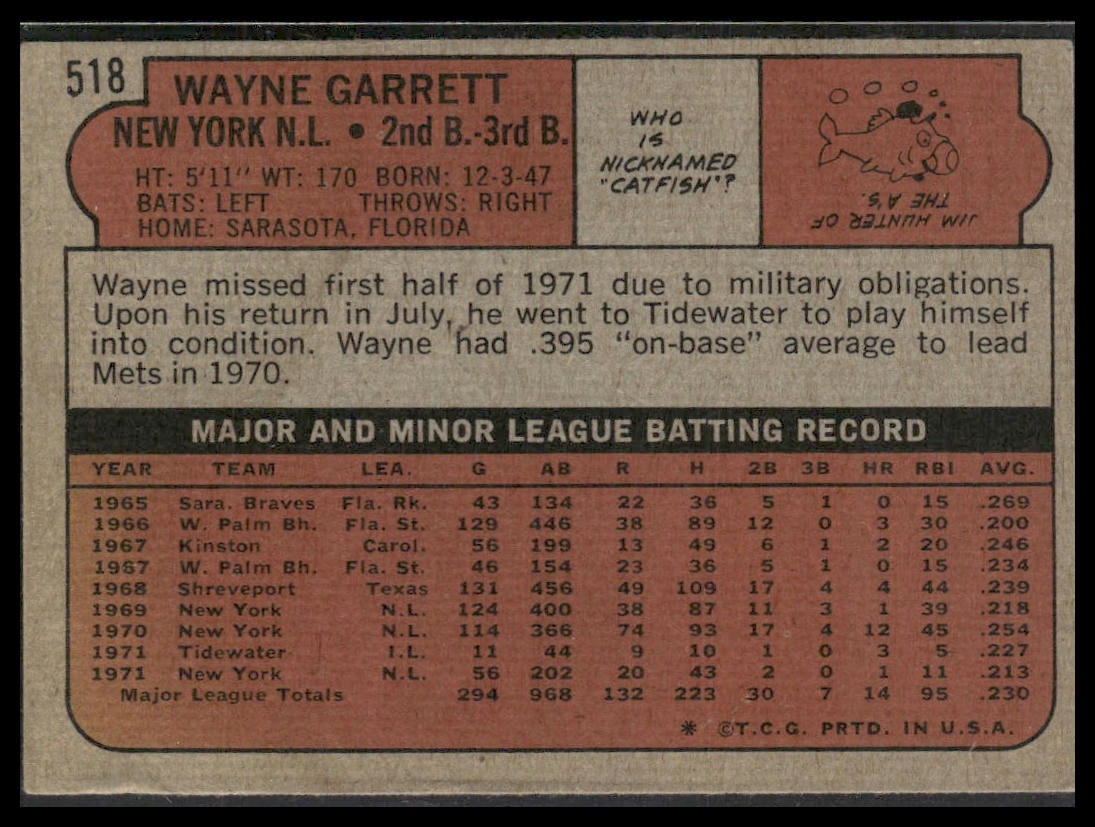 518
WAYNE GARRETT
NEW YORK N.L. • 2nd B.-3rd B.
HT: 5'11" WT: 170 BORN: 12-3-47
BATS: LEFT THROWS: RIGHT
HOME: SARASOTA, FLORIDA
WHO
IS
NICKNAMED
"CATFISH"?
JIM HUNTER OF
THE A'S.
Wayne missed first half of 1971 due to military obligations.
Upon his return in July, he went to Tidewater to play himself
into condition. Wayne had .395 "on-base" average to lead
Mets in 1970.
MAJOR AND MINOR LEAGUE BATTING RECORD
YEAR TEAM LEA. G AB R H 2B 3B HR RBI AVG.
1965 Sara. Braves Fla. Rk. 43 134 22 36 5 1 0 15 .269
1966 W. Palm Bh. Fla. St. 129 446 38 89 12 0 3 30 .200
1967 Kinston Carol. 56 199 13 49 6 1 2 20 .246
1967 W. Palm Bh. Fla. St. 46 154 23 36 5 1 0 15 .234
1968 Shreveport Texas 131 456 49 109 17 4 4 44 .239
1969 New York N.L. 124 400 38 87 11 3 1 39 .218
1970 New York N.L. 114 366 74 93 17 4 12 45 .254
1971 Tidewater I.L. 11 44 9 10 1 0 3 5 .227
1971 New York N.L. 56 202 20 43 2 0 1 11 .213
Major League Totals 294 968 132 223 30 7 14 95 .230
* ©T.C.G. PRTD. IN U.S.A.